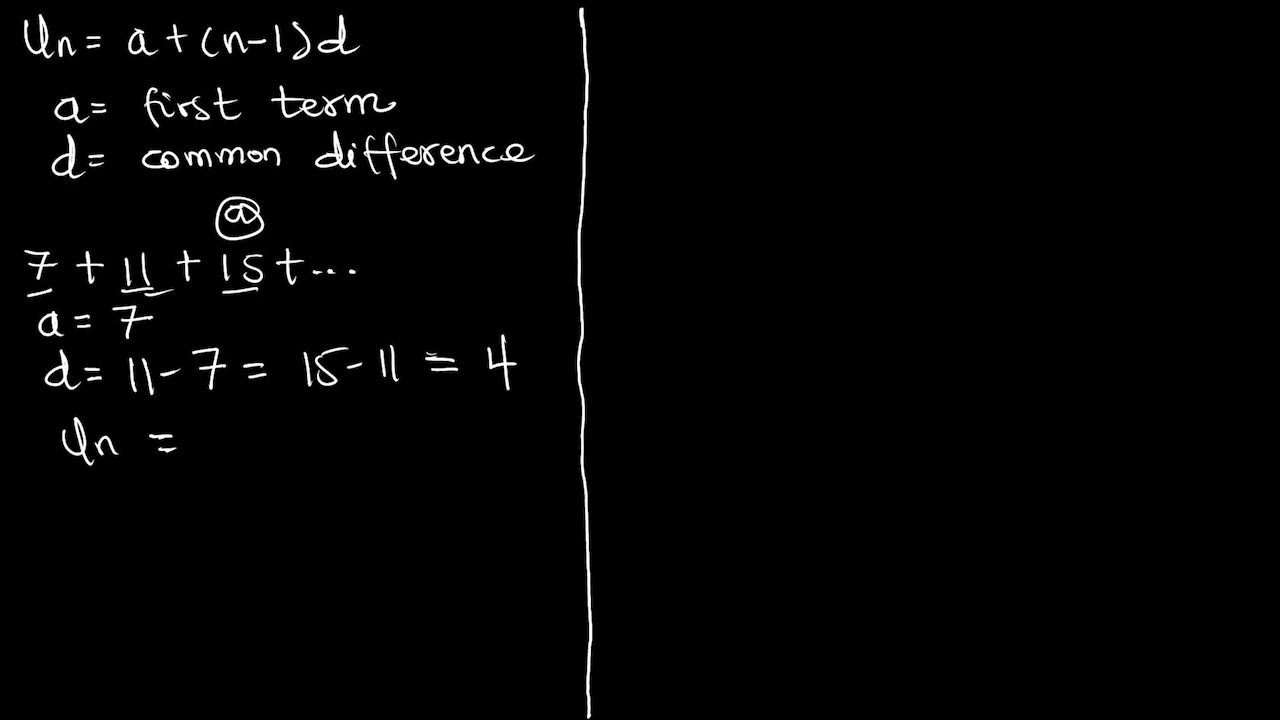 Un = a + (n-1)d
a = first term
d = common difference
a
7 + 11 + 15 + ...
a = 7
d = 11 - 7 = 15 - 11 = 4
Un =